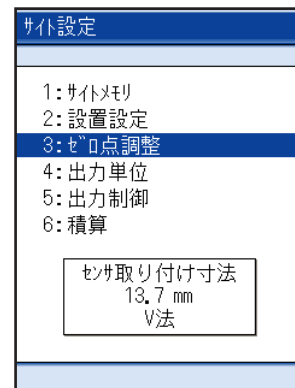 サイト設定
1:サイトメモリ
2:設置設定
3:ゼロ点調整
4:出力単位
5:出力制御
6:積算
センサ取り付け寸法
13.7 mm
V法